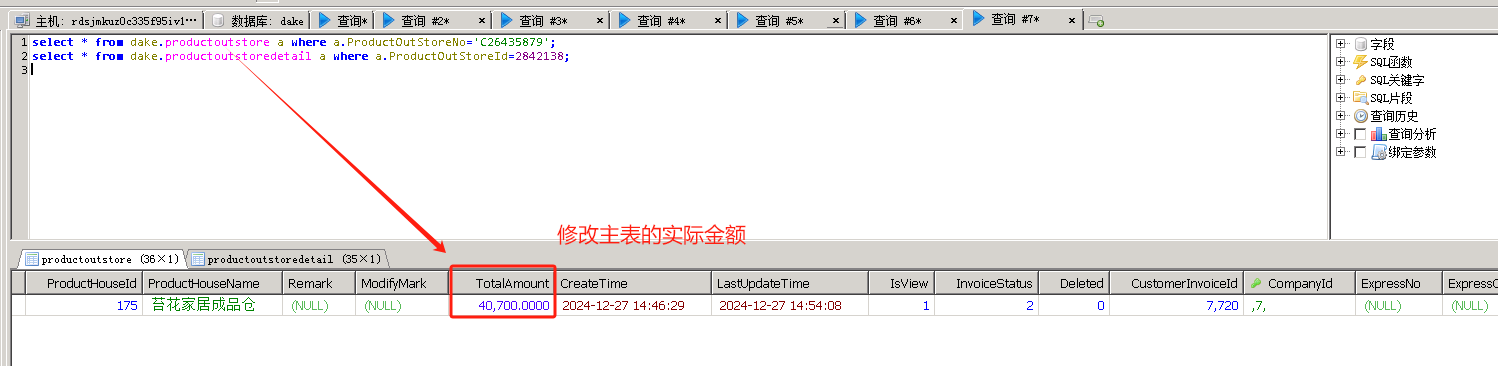 主机: rdsjmkuz0c335f95iv1··· 数据库: dake 查询* 查询 #2* × 查询 #3* × 查询 #4* × 查询 #5* × 查询 #6* × 查询 #7* ×
1 select * from dake.productoutstore a where a.ProductOutStoreNo='C26435879';
2 select * from dake.productoutstoredetail a where a.ProductOutStoreId=2842138;
3
字段
SQL函数
SQL关键字
SQL片段
查询历史
查询分析
绑定参数
修改主表的实际金额
productoutstore (36×1) productoutstoredetail (35×1)
ProductHouseId ProductHouseName Remark ModifyMark TotalAmount CreateTime LastUpdateTime IsView InvoiceStatus Deleted CustomerInvoiceId CompanyId ExpressNo ExpressC
175 苔花家居成品仓 (NULL) (NULL) 40,700.0000 2024-12-27 14:46:29 2024-12-27 14:54:08 1 2 0 7,720 ,7, (NULL) (NULL)